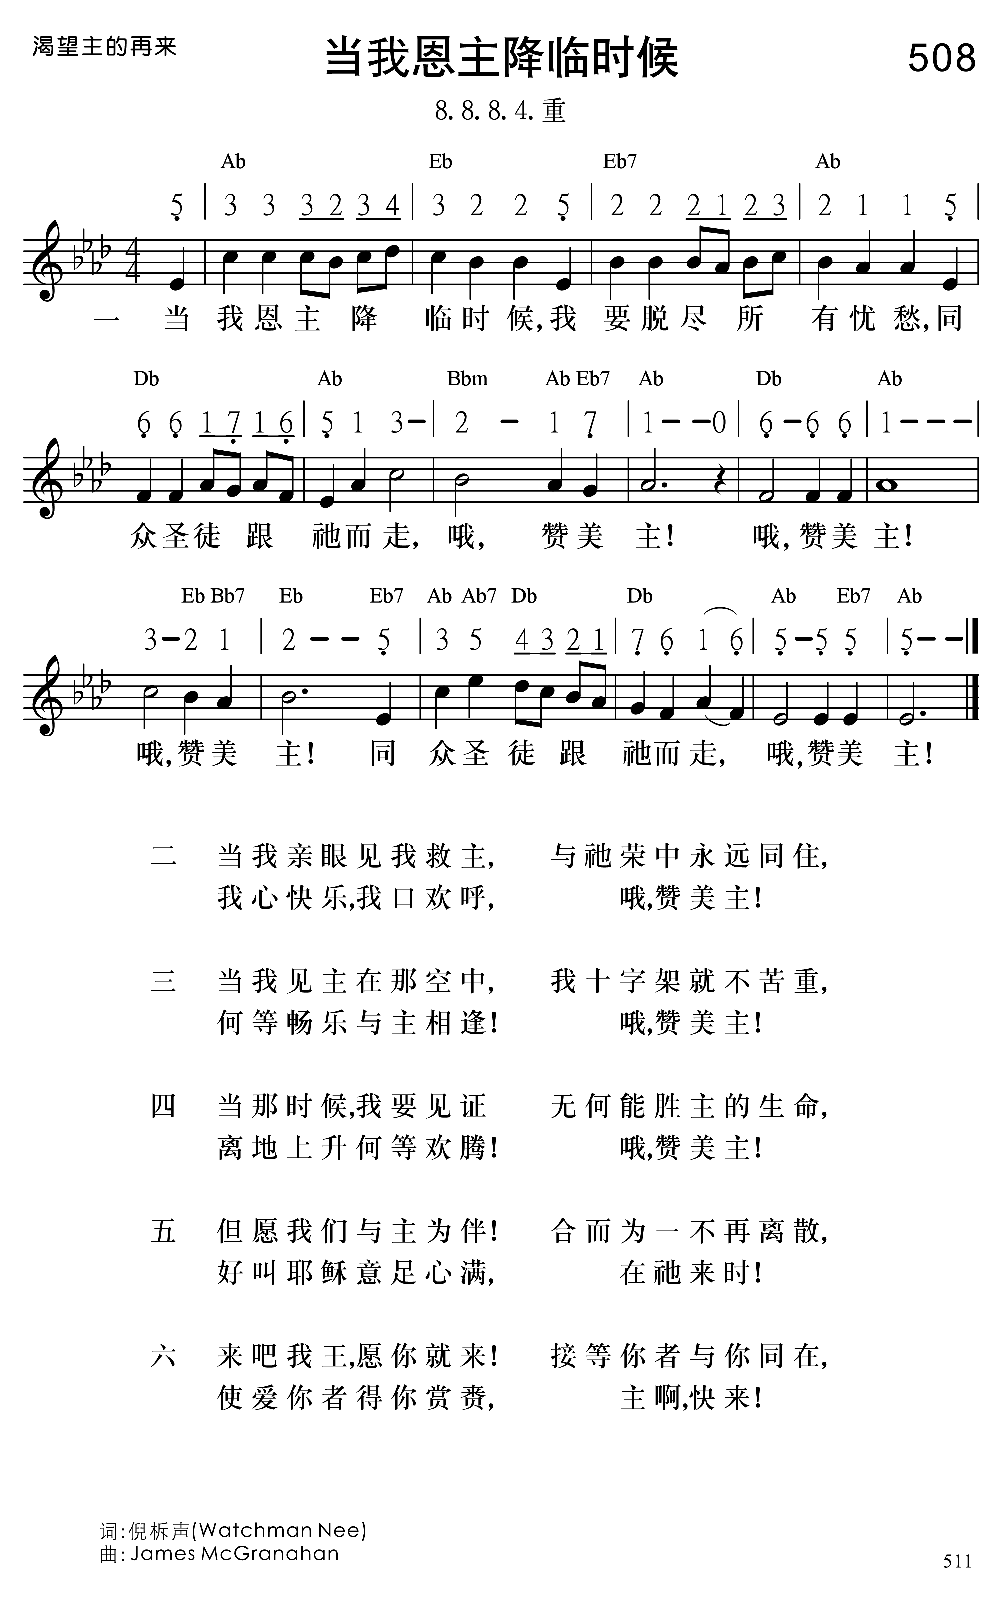 渴望主的再来
当我恩主降临时候
508
8.8.8.4.重
Ab Eb Eb7 Ab
5 | 3 3 3 2 3 4 | 3 2 2 5 | 2 2 2 1 2 3 | 2 1 1 5 |
4
4
一 当 我恩主 降 临时候,我 要脱尽 所 有忧愁,同
Db Ab Bbm Ab Eb7 Ab Db Ab
6 6 1 7 1 6 | 5 1 3- | 2 - 1 7 | 1--0 | 6-6 6 | 1--- |
众圣徒 跟 祂而走, 哦, 赞美 主! 哦,赞美 主!
Eb Bb7 Eb Eb7 Ab Ab7 Db Db Ab Eb7 Ab
3-2 1 | 2 -- 5 | 3 5 4 3 2 1 | 7 6 1 6 | 5-5 5 | 5--
哦,赞美 主! 同 众圣 徒 跟 祂而走, 哦,赞美 主!
二 当我亲眼见我救主, 与祂荣中永远同住,
我心快乐,我口欢呼, 哦,赞美主!
三 当我见主在那空中, 我十字架就不苦重,
何等畅乐与主相逢! 哦,赞美主!
四 当那时候,我要见证 无何能胜主的生命,
离地上升何等欢腾! 哦,赞美主!
五 但愿我们与主为伴! 合而为一不再离散,
好叫耶稣意足心满, 在祂来时!
六 来吧我王,愿你就来! 接等你者与你同在,
使爱你者得你赏赉, 主啊,快来!
词:倪柝声(Watchman Nee)
曲: James McGranahan
511